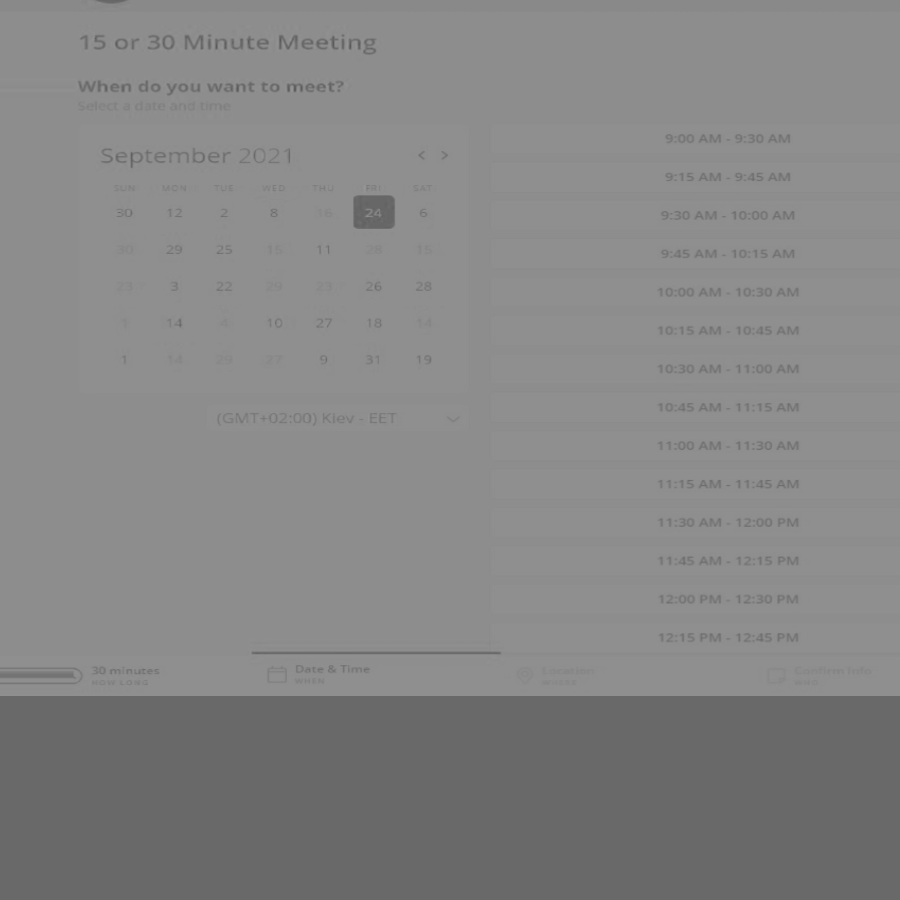 15 or 30 Minute Meeting
When do you want to meet?
Select a date and time
September 2021 < >
SUN MON TUE WED THU FRI SAT
30 12 2 8 16 24 6
30 29 25 15 11 28 15
23 3 22 29 23 26 28
14 4 10 27 18 14
1 14 29 27 9 31 19
(GMT+02:00) Kiev - EET
9:00 AM - 9:30 AM
9:15 AM - 9:45 AM
9:30 AM - 10:00 AM
9:45 AM - 10:15 AM
10:00 AM - 10:30 AM
10:15 AM - 10:45 AM
10:30 AM - 11:00 AM
10:45 AM - 11:15 AM
11:00 AM - 11:30 AM
11:15 AM - 11:45 AM
11:30 AM - 12:00 PM
11:45 AM - 12:15 PM
12:00 PM - 12:30 PM
12:15 PM - 12:45 PM
30 minutes
HOW LONG
Date & Time
WHEN
Location
WHERE
Confirm Info
WHO